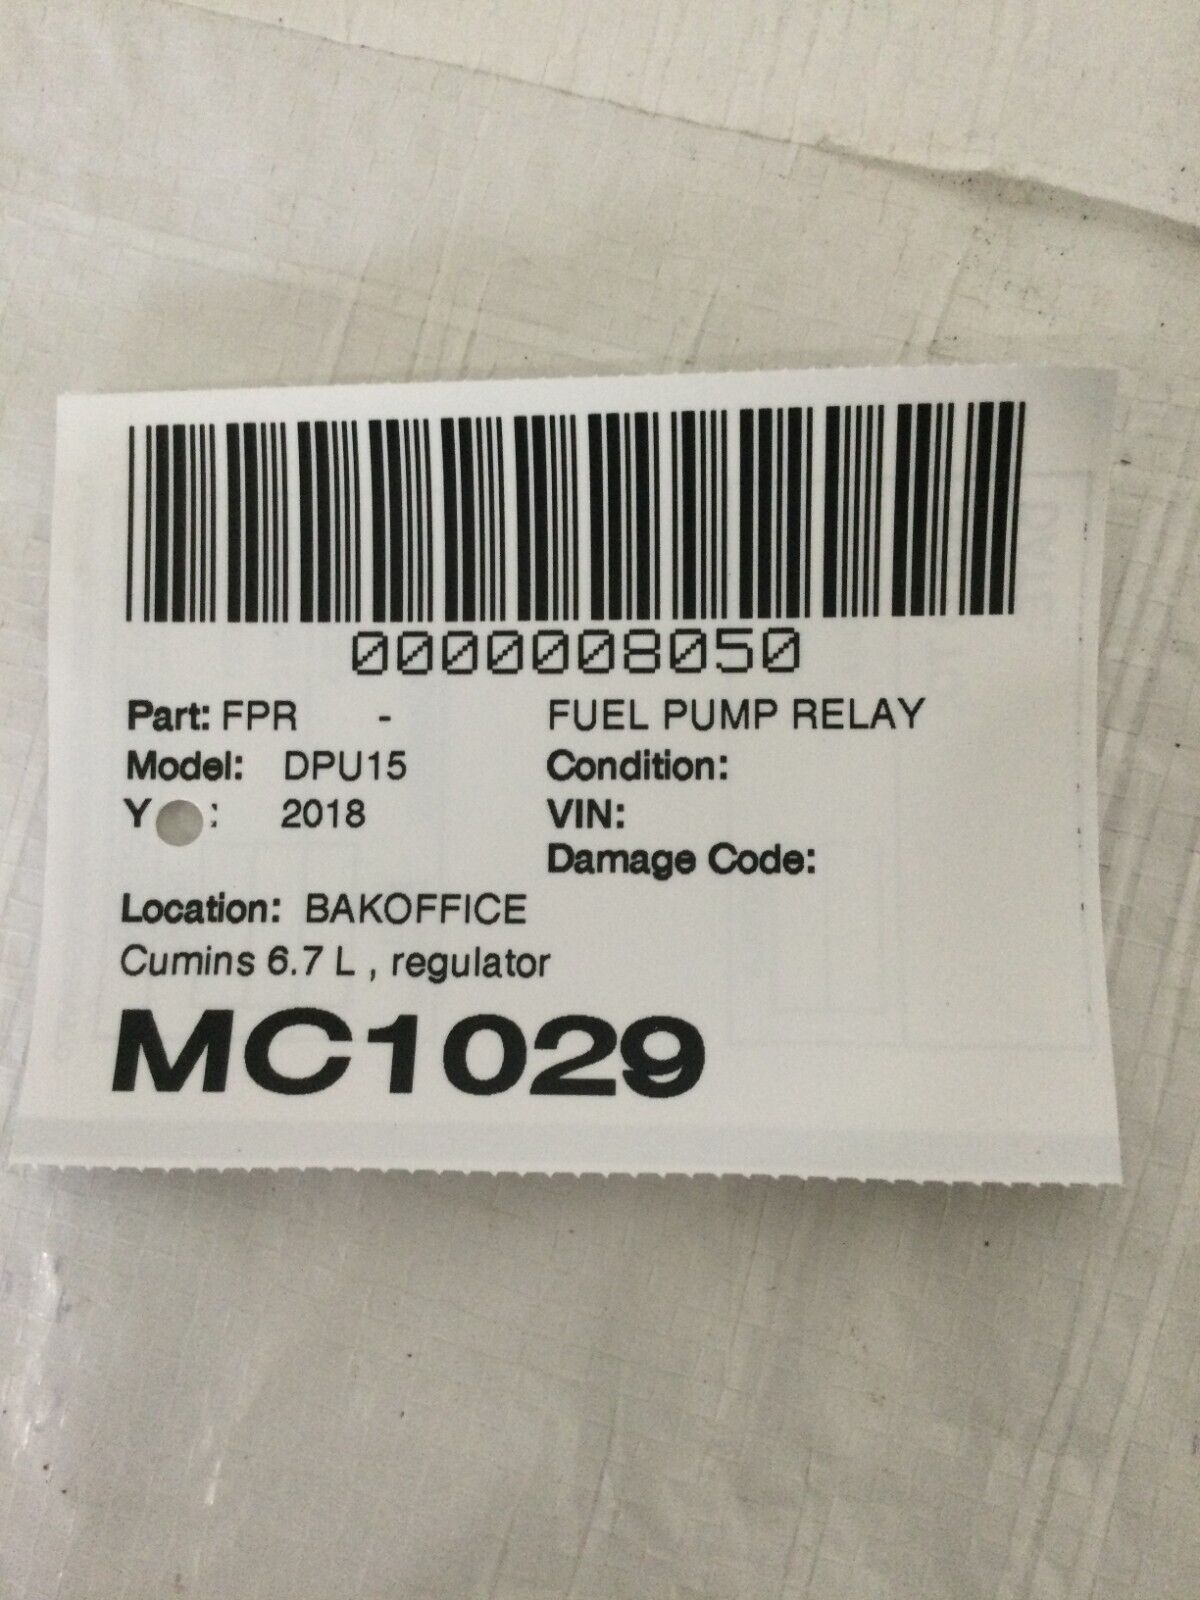 0000008050
Part: FPR - FUEL PUMP RELAY
Model: DPU15 Condition:
Y : 2018 VIN:
Damage Code:
Location: BAKOFFICE
Cumins 6.7 L , regulator
MC1029